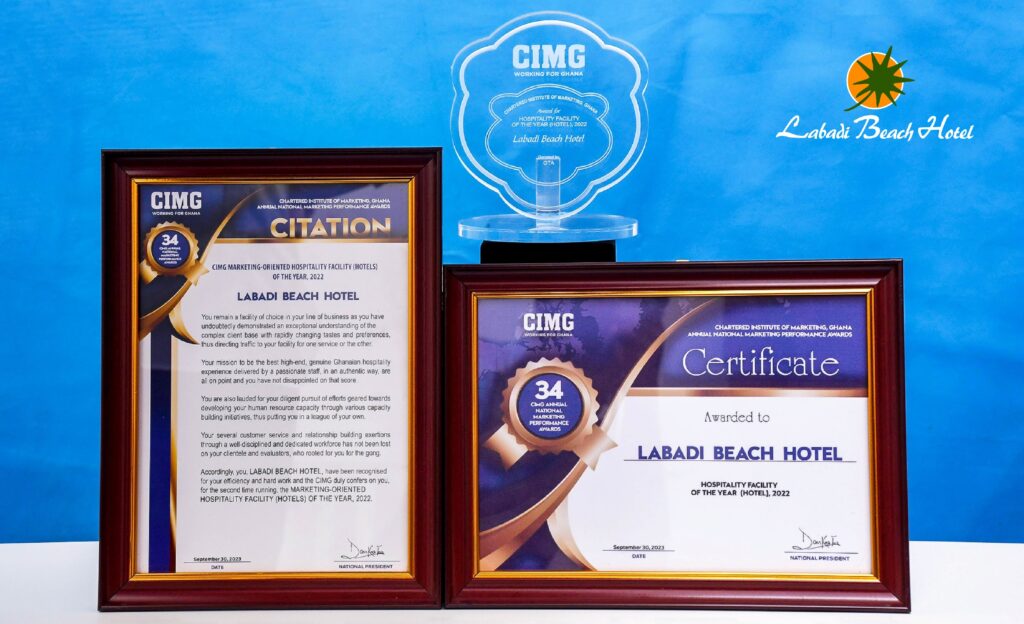 CIMG
WORKING FOR GHANA
CHARTERED INSTITUTE OF MARKETING, GHANA
Award for
HOSPITALITY FACILITY
OF THE YEAR (HOTEL), 2022
Labadi Beach Hotel
GTA
Labadi Beach Hotel
CIMG
WORKING FOR GHANA
CHARTERED INSTITUTE OF MARKETING, GHANA
ANNUAL NATIONAL MARKETING PERFORMANCE AWARDS
CITATION
34
CIMG ANNUAL
NATIONAL
MARKETING
PERFORMANCE
AWARDS
CIMG MARKETING-ORIENTED HOSPITALITY FACILITY (HOTELS)
OF THE YEAR, 2022
LABADI BEACH HOTEL
You remain a facility of choice in your line of business as you have
undoubtedly demonstrated an exceptional understanding of the
complex client base with rapidly changing tastes and preferences,
thus directing traffic to your facility for one service or the other.
Your mission to be the best high-end, genuine Ghanaian hospitality
experience delivered by a passionate staff, in an authentic way, are
all on point and you have not disappointed on that score.
You are also lauded for your diligent pursuit of efforts geared towards
developing your human resource capacity through various capacity
building initiatives, thus putting you in a league of your own.
Your several customer service and relationship building exertions
through a well-disciplined and dedicated workforce has not been lost
on your clientele and evaluators, who rooted for you for the gong.
Accordingly, you, LABADI BEACH HOTEL, have been recognised
for your efficiency and hard work and the CIMG duly confers on you,
for the second time running, the MARKETING-ORIENTED
HOSPITALITY FACILITY (HOTELS) OF THE YEAR, 2022.
September 30, 2023
DATE
NATIONAL PRESIDENT
CIMG
WORKING FOR GHANA
CHARTERED INSTITUTE OF MARKETING, GHANA
ANNUAL NATIONAL MARKETING PERFORMANCE AWARDS
Certificate
34
CIMG ANNUAL
NATIONAL
MARKETING
PERFORMANCE
AWARDS
Awarded to
LABADI BEACH HOTEL
HOSPITALITY FACILITY
OF THE YEAR (HOTEL), 2022
September 30, 2023
DATE
NATIONAL PRESIDENT